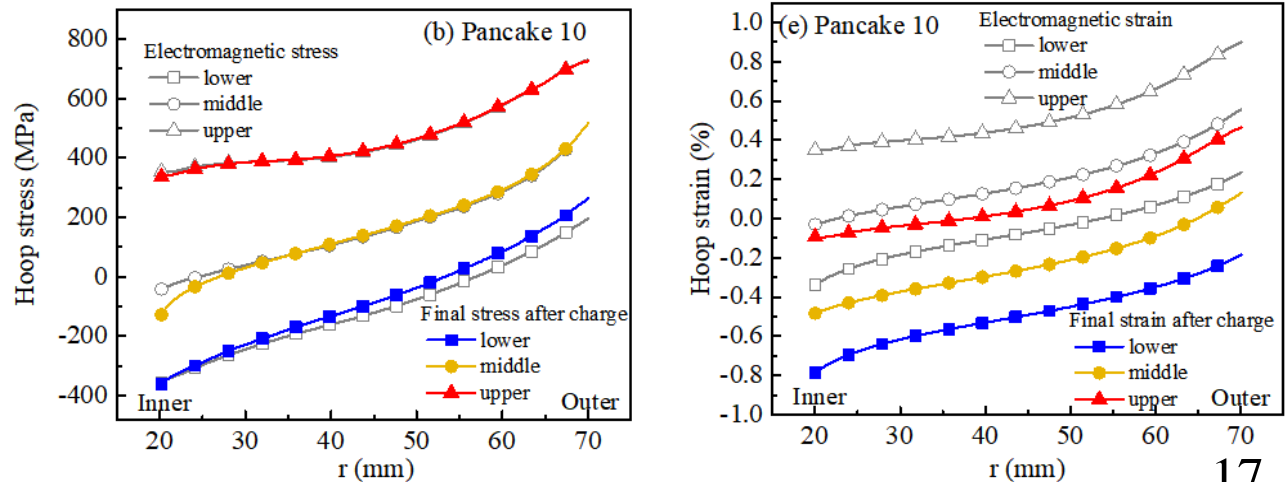 (b) Pancake 10
Electromagnetic stress
lower
middle
upper
Final stress after charge
lower
middle
upper
Inner
Outer
Hoop stress (MPa)
800
600
400
200
0
-200
-400
20 30 40 50 60 70
r (mm)
(e) Pancake 10
Electromagnetic strain
lower
middle
upper
Final strain after charge
lower
middle
upper
Inner
Outer
Hoop strain (%)
1.0
0.8
0.6
0.4
0.2
0.0
-0.2
-0.4
-0.6
-0.8
-1.0
20 30 40 50 60 70
r (mm)
17